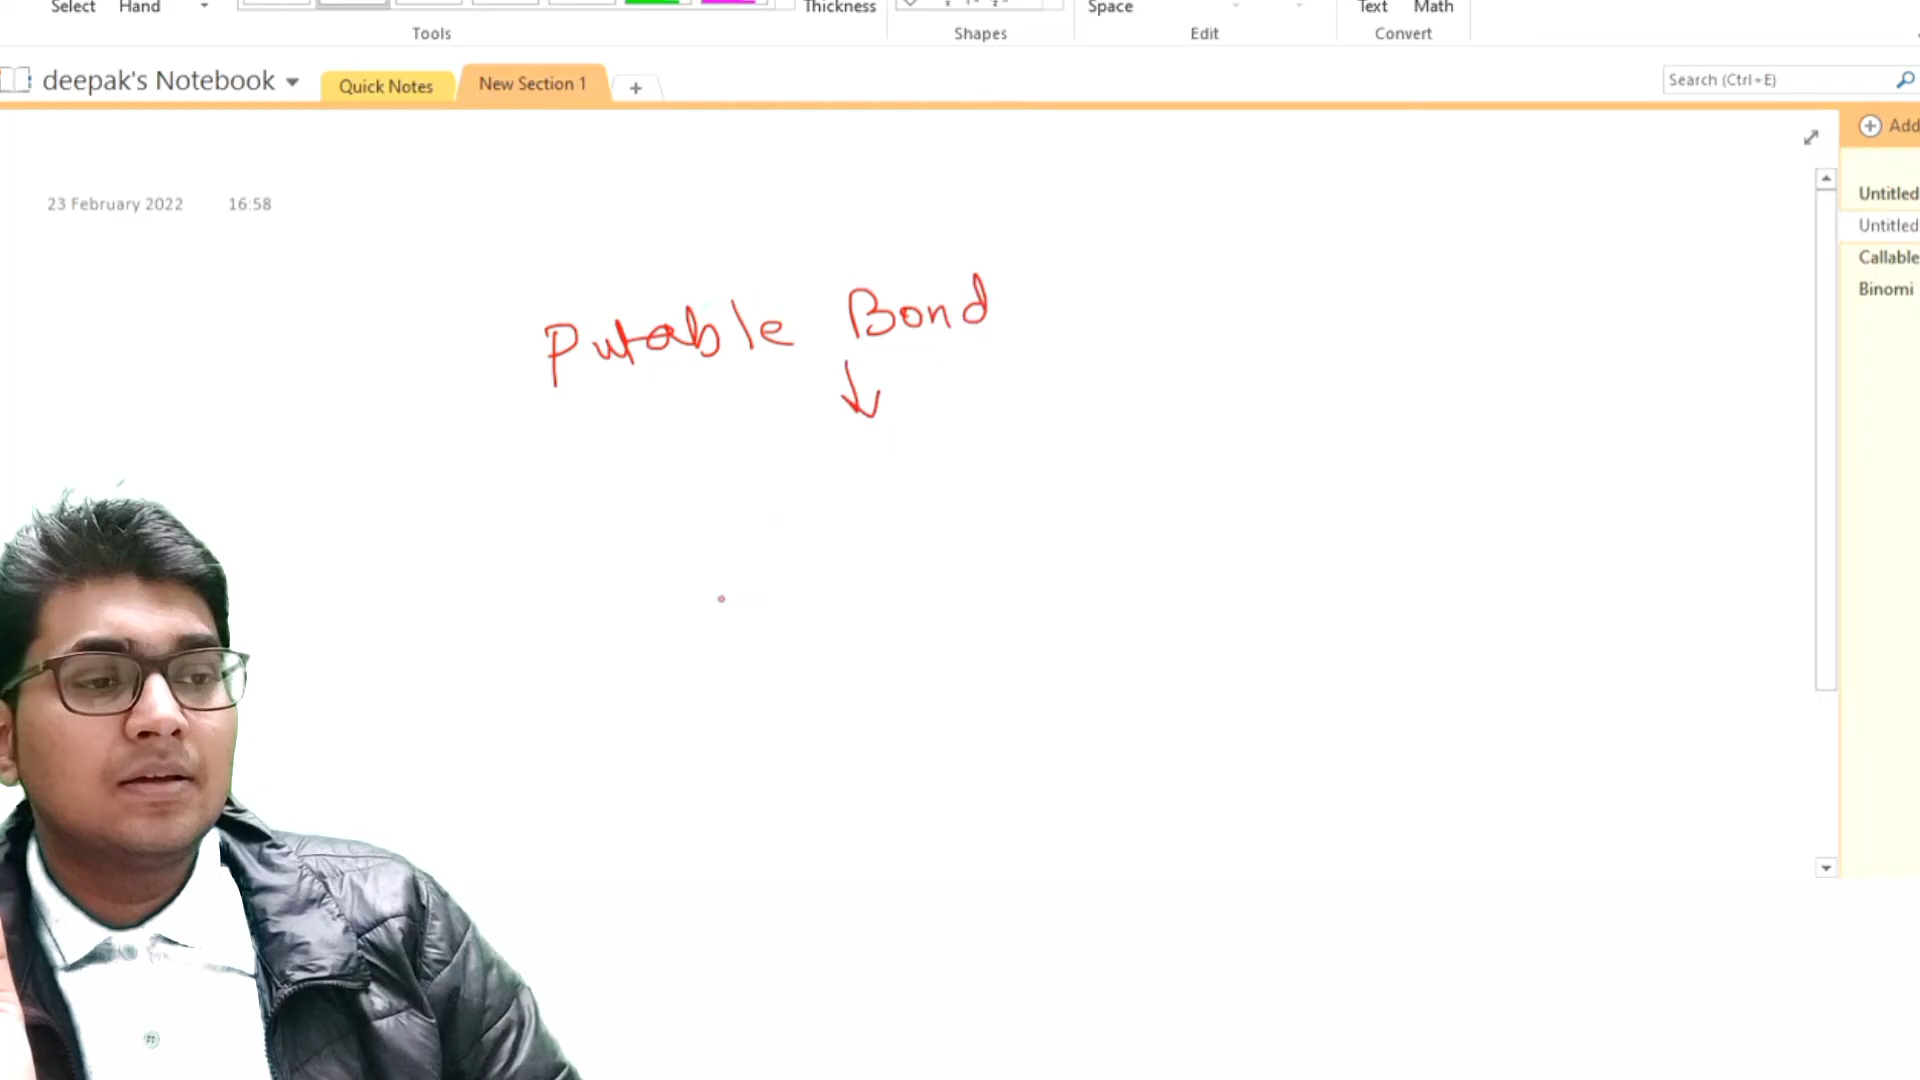 Select Hand Thickness Space Text Math
Tools Shapes Edit Convert
deepak's Notebook Quick Notes New Section 1 + Search (Ctrl+E)
Add
23 February 2022 16:58
Untitled
Untitled
Callable
Binomi
Putable Bond